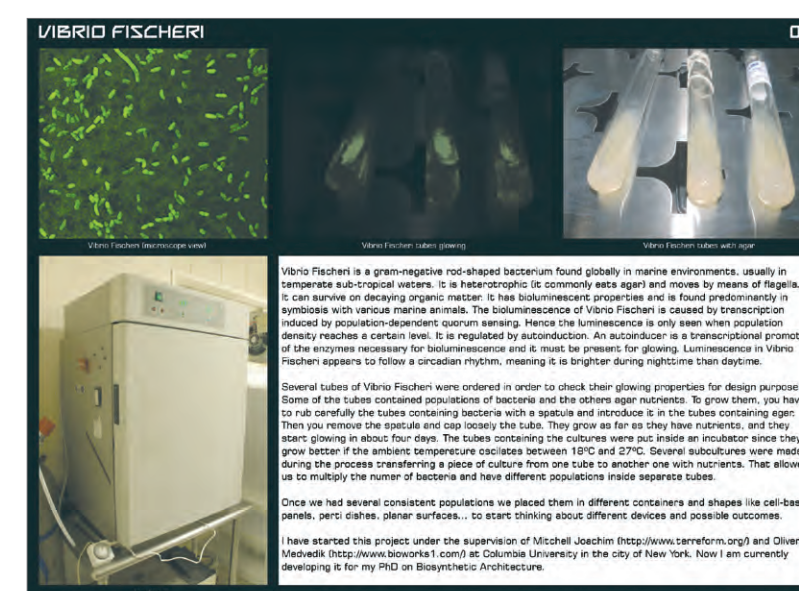 VIBRIO FISCHERI
Vibrio Fischeri (microscope view)
Vibrio Fischeri tubes glowing
Vibrio Fischeri tubes with agar
Vibrio Fischeri is a gram-negative rod-shaped bacterium found globally in marine environments, usually in
temperate sub-tropical waters. It is heterotrophic (it commonly eats agar) and moves by means of flagella.
It can survive on decaying organic matter. It has bioluminescent properties and is found predominantly in
symbiosis with various marine animals. The bioluminescence of Vibrio Fischeri is caused by transcription
induced by population-dependent quorum sensing. Hence the luminescence is only seen when population
density reaches a certain level. It is regulated by autoinduction. An autoinducer is a transcriptional promot
of the enzymes necessary for bioluminescence and it must be present for glowing. Luminescence in Vibrio
Fischeri appears to follow a circadian rhythm, meaning it is brighter during nighttime than daytime.
Several tubes of Vibrio Fischeri were ordered in order to check their glowing properties for design purpose
Some of the tubes contained populations of bacteria and the others agar nutrients. To grow them, you hav
to rub carefully the tubes containing bacteria with a spatula and introduce it in the tubes containing agar.
Then you remove the spatula and cap loosely the tube. They grow as far as they have nutrients, and they
start glowing in about four days. The tubes containing the cultures were put inside an incubator since they
grow better if the ambient temperature oscilates between 18ºC and 27ºC. Several subcultures were made
during the process transferring a piece of culture from one tube to another one with nutrients. That allowe
us to multiply the numer of bacteria and have different populations inside separate tubes.
Once we had several consistent populations we placed them in different containers and shapes like cell-bas
panels, perti dishes, planar surfaces... to start thinking about different devices and possible outcomes.
I have started this project under the supervision of Mitchell Joachim (http://www.terreform.org/) and Oliver
Medvedik (http://www.bioworks1.com/) at Columbia University in the city of New York. Now I am currently
developing it for my PhD on Biosynthetic Architecture.